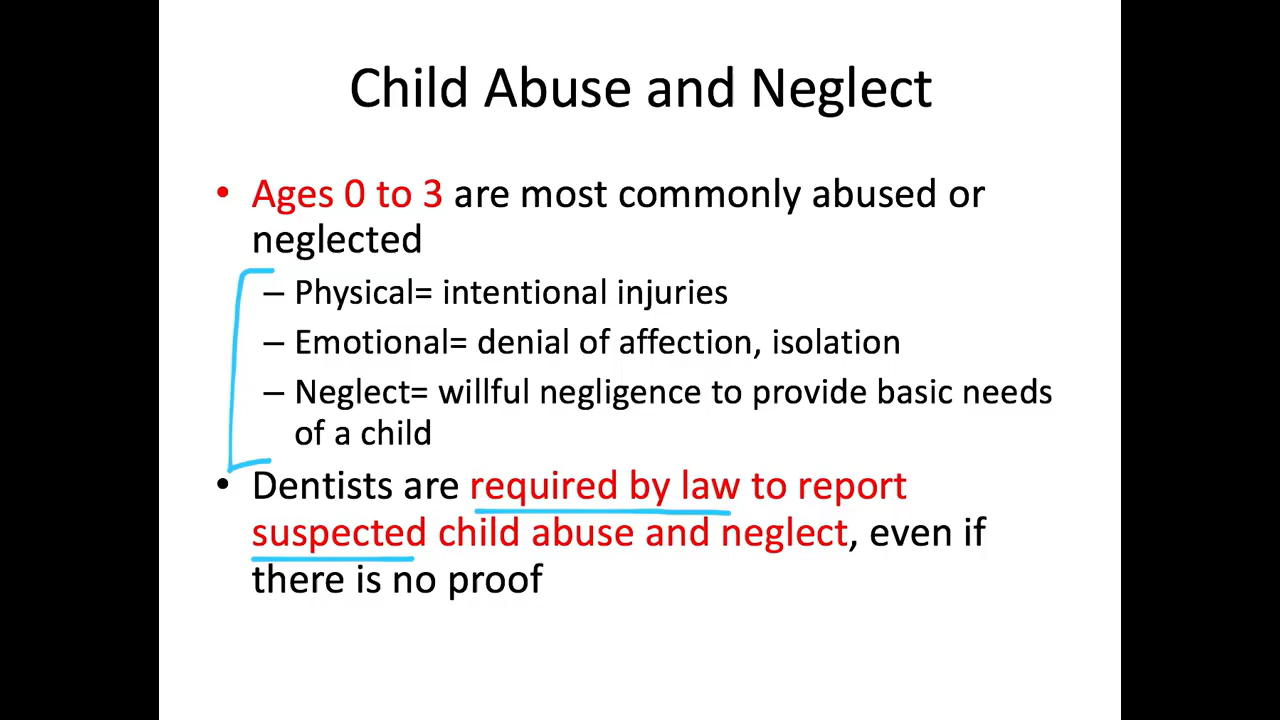 Child Abuse and Neglect
• Ages 0 to 3 are most commonly abused or
neglected
– Physical= intentional injuries
– Emotional= denial of affection, isolation
– Neglect= willful negligence to provide basic needs
of a child
• Dentists are required by law to report
suspected child abuse and neglect, even if
there is no proof